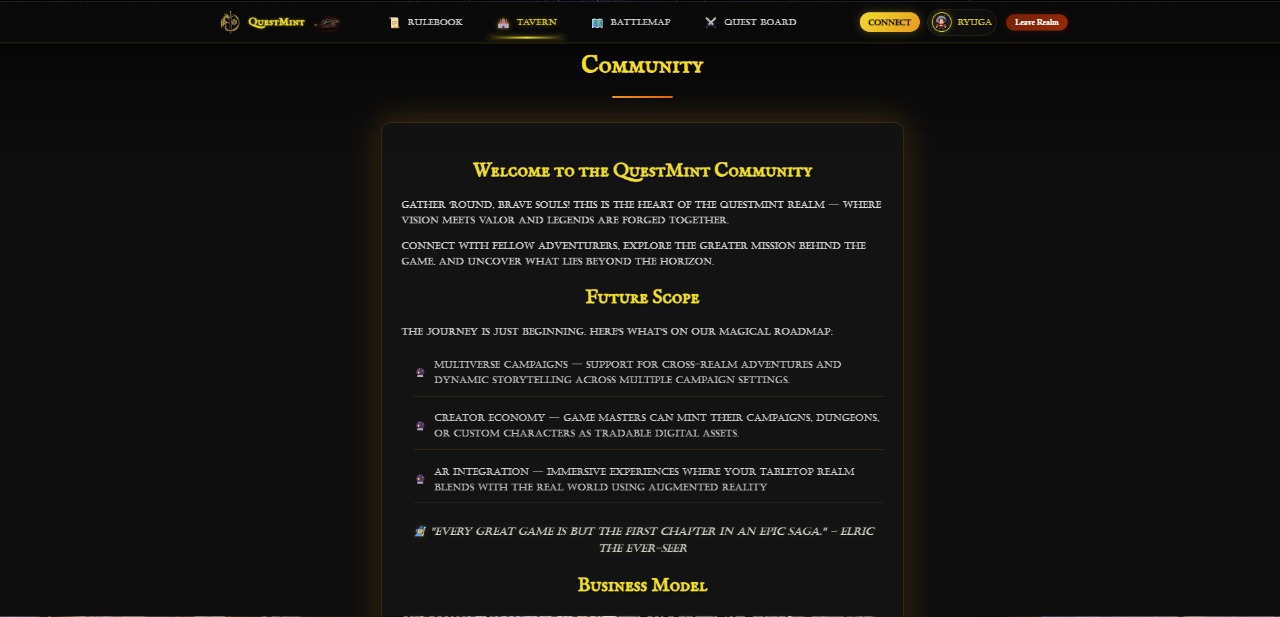 QuestMint
RULEBOOK
TAVERN
BATTLEMAP
QUEST BOARD
CONNECT
RYUGA
Leave Realm
Community
Welcome to the QuestMint Community
GATHER 'ROUND, BRAVE SOULS! THIS IS THE HEART OF THE QUESTMINT REALM — WHERE
VISION MEETS VALOR AND LEGENDS ARE FORGED TOGETHER.
CONNECT WITH FELLOW ADVENTURERS, EXPLORE THE GREATER MISSION BEHIND THE
GAME, AND UNCOVER WHAT LIES BEYOND THE HORIZON.
Future Scope
THE JOURNEY IS JUST BEGINNING. HERE'S WHAT'S ON OUR MAGICAL ROADMAP:
MULTIVERSE CAMPAIGNS — SUPPORT FOR CROSS-REALM ADVENTURES AND
DYNAMIC STORYTELLING ACROSS MULTIPLE CAMPAIGN SETTINGS.
CREATOR ECONOMY — GAME MASTERS CAN MINT THEIR CAMPAIGNS, DUNGEONS,
OR CUSTOM CHARACTERS AS TRADABLE DIGITAL ASSETS.
AR INTEGRATION — IMMERSIVE EXPERIENCES WHERE YOUR TABLETOP REALM
BLENDS WITH THE REAL WORLD USING AUGMENTED REALITY
"EVERY GREAT GAME IS BUT THE FIRST CHAPTER IN AN EPIC SAGA." – ELRIC
THE EVER-SEER
Business Model